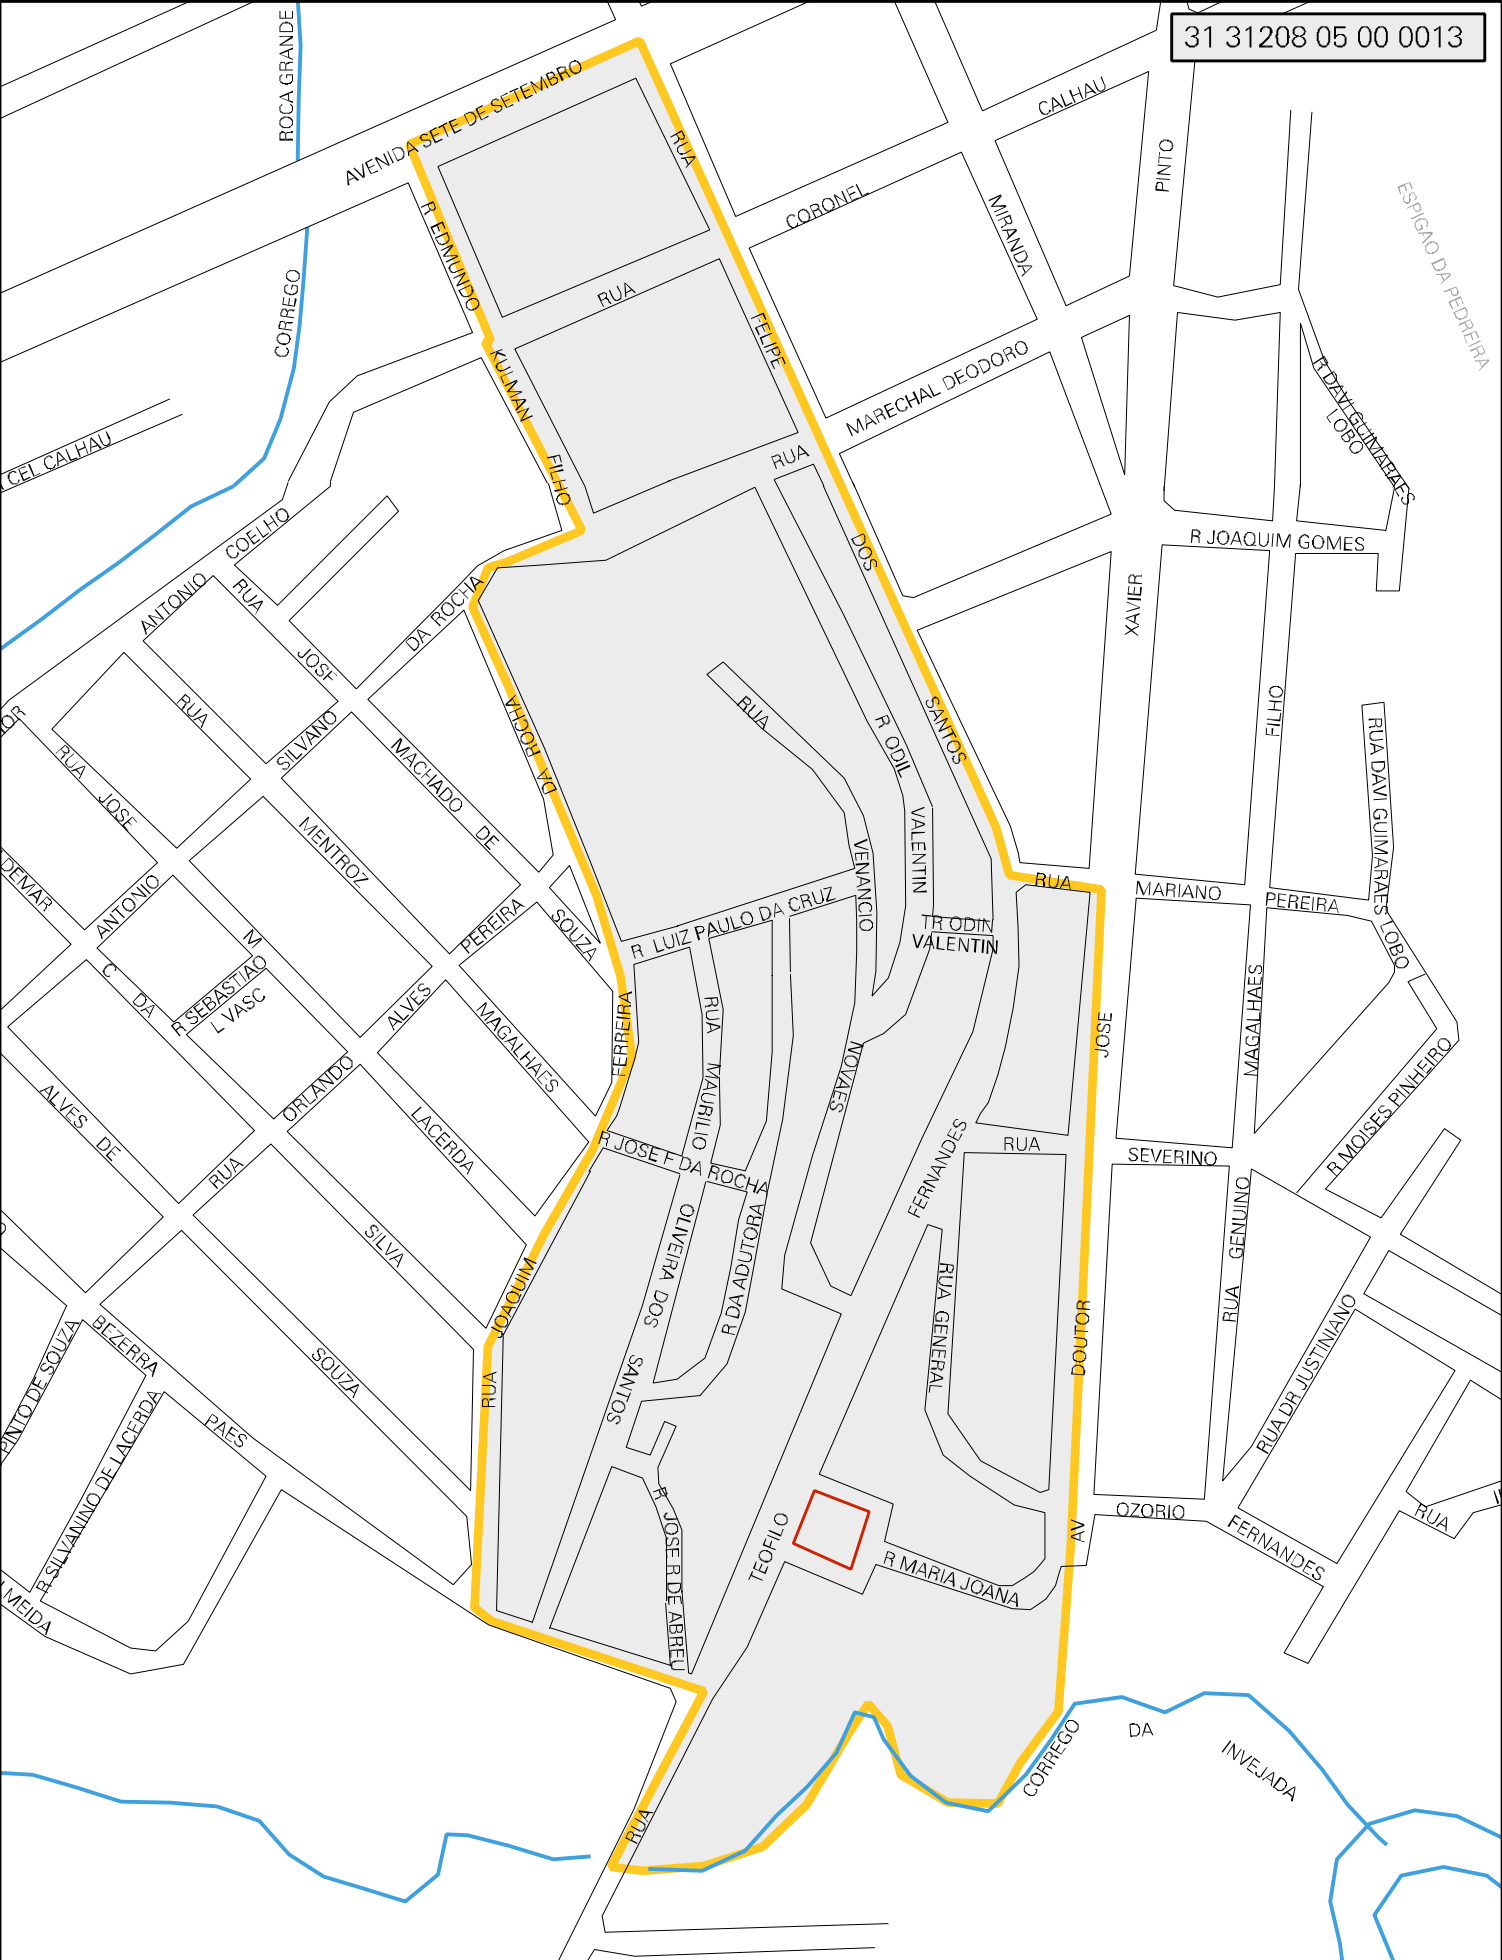 31 31208 05 00 0013
ROCA GRANDE
CORREGO
AVENIDA SETE DE SETEMBRO
RUA
CALHAU
PINTO
CORONEL
MIRANDA
ESPIGAO DA PEDREIRA
R EDMUNDO
KULMAN
FILHO
RUA
FELIPE
MARECHAL DEODORO
RUA
R DAVI GUIMARAES
LOBO
CEL CALHAU
DOS
SANTOS
R JOAQUIM GOMES
XAVIER
FILHO
ANTONIO
COELHO
RUA
JOSE
DA ROCHA
RUA
SILVANO
MACHADO
DE
DA ROCHA
RUA
JOSE
MENTROZ
RUA
R ODIL
VALENTIN
RUA DAVI GUIMARAES
LOBO
DEMAR
ANTONIO
M
PEREIRA
SOUZA
R LUIZ PAULO DA CRUZ
VENANCIO
TR ODIN
VALENTIN
RUA
MARIANO
PEREIRA
C
DA
R SEBASTIAO
L VASC
ALVES
MAGALHAES
FERREIRA
RUA
MAURILIO
NOVAES
JOSE
MAGALHAES
R MOISES PINHEIRO
ALVES
DE
ORLANDO
LACERDA
R JOSE F DA ROCHA
FERNANDES
RUA
SEVERINO
RUA
SILVA
OLIVEIRA
DOS
SANTOS
R DA ADUTORA
RUA
GENERAL
GENUINO
RUA
JOAQUIM
RUA
DOUTOR
AV
RUA DR JUSTINIANO
PINTO DE SOUZA
BEZERRA
PAES
SOUZA
R SILVANINO DE LACERDA
R JOSE R DE ABREU
TEOFILO
R MARIA JOANA
OZORIO
FERNANDES
RUA
RUA
CORREGO
DA
INVEJADA